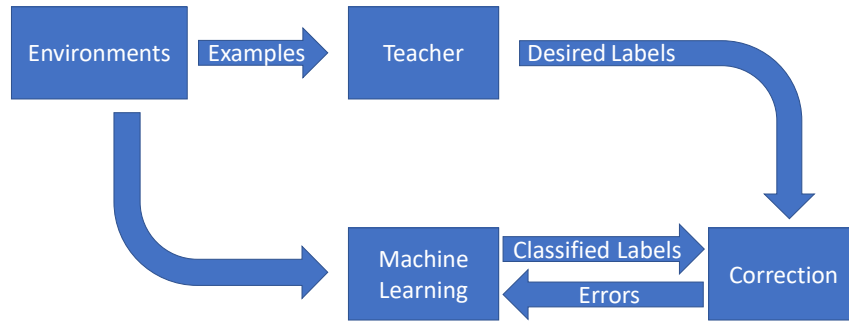 Environments
Examples
Teacher
Desired Labels
Machine
Learning
Classified Labels
Errors
Correction